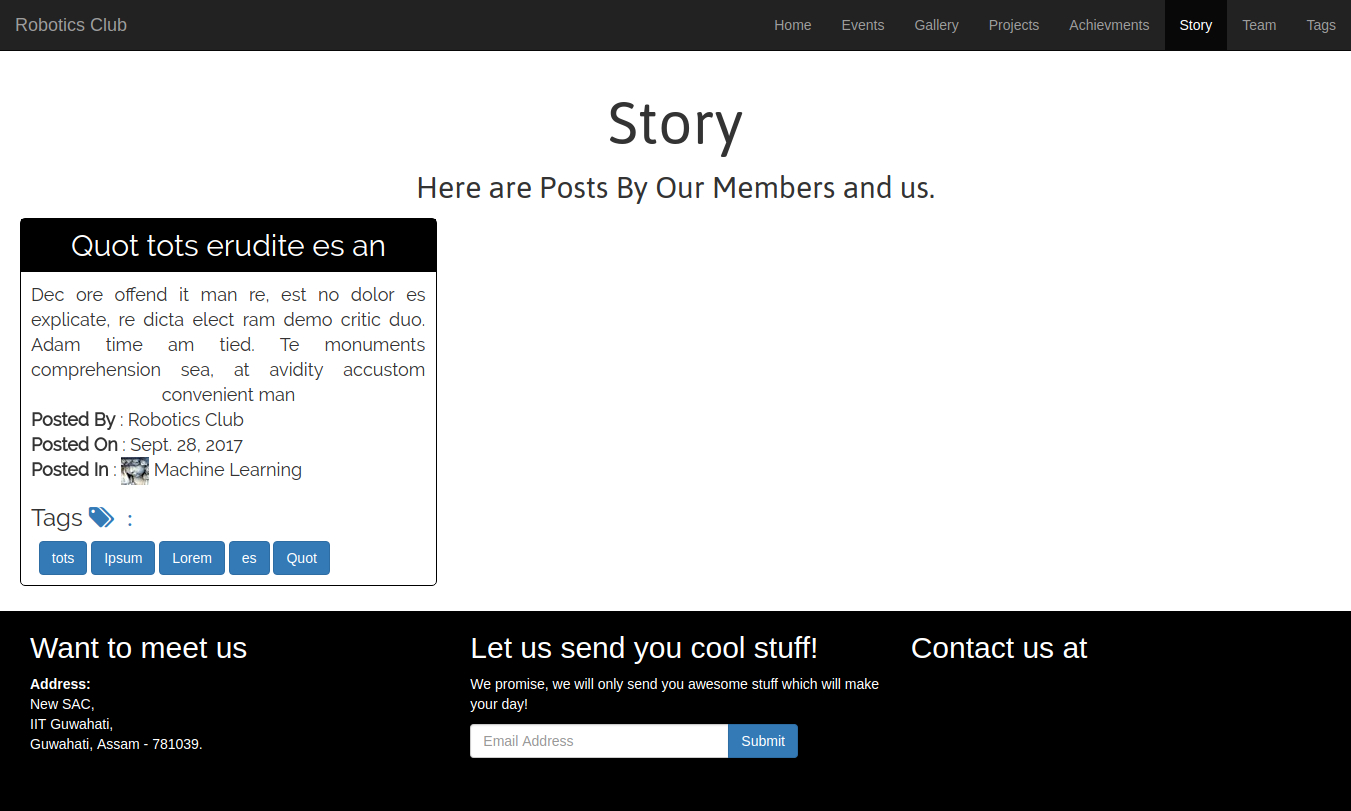 Robotics Club Home Events Gallery Projects Achievments Story Team Tags
Story
Here are Posts By Our Members and us.
Quot tots erudite es an
Dec ore offend it man re, est no dolor es
explicate, re dicta elect ram demo critic duo.
Adam time am tied. Te monuments
comprehension sea, at avidity accustom
convenient man
Posted By : Robotics Club
Posted On : Sept. 28, 2017
Posted In : Machine Learning
Tags :
tots Ipsum Lorem es Quot
Want to meet us
Address:
New SAC,
IIT Guwahati,
Guwahati, Assam - 781039.
Let us send you cool stuff!
We promise, we will only send you awesome stuff which will make
your day!
Email Address Submit
Contact us at